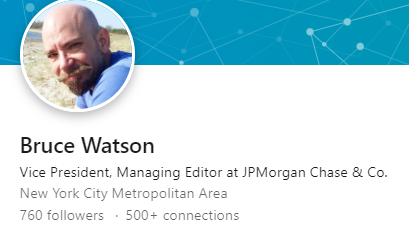 Bruce Watson
Vice President, Managing Editor at JPMorgan Chase & Co.
New York City Metropolitan Area
760 followers · 500+ connections